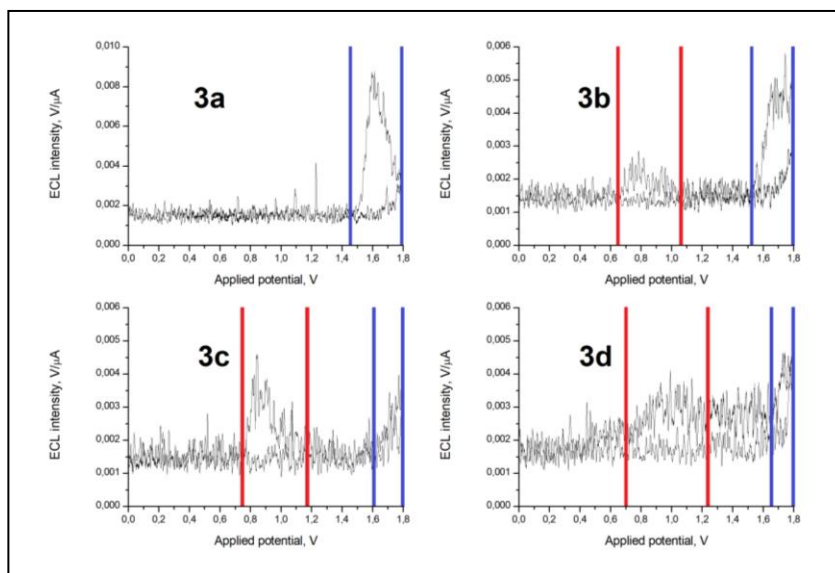 0,010
0,008
0,006
0,004
0,002
0,000
ECL intensity, V/µA
3a
0,0 0,2 0,4 0,6 0,8 1,0 1,2 1,4 1,6 1,8
Applied potential, V
0,006
0,005
0,004
0,003
0,002
0,001
0,000
ECL intensity, V/µA
3b
0,0 0,2 0,4 0,6 0,8 1,0 1,2 1,4 1,6 1,8
Applied potential, V
0,006
0,005
0,004
0,003
0,002
0,001
0,000
ECL intensity, V/µA
3c
0,0 0,2 0,4 0,6 0,8 1,0 1,2 1,4 1,6 1,8
Applied potential, V
0,006
0,005
0,004
0,003
0,002
0,001
0,000
ECL intensity, V/µA
3d
0,0 0,2 0,4 0,6 0,8 1,0 1,2 1,4 1,6 1,8
Applied potential, V